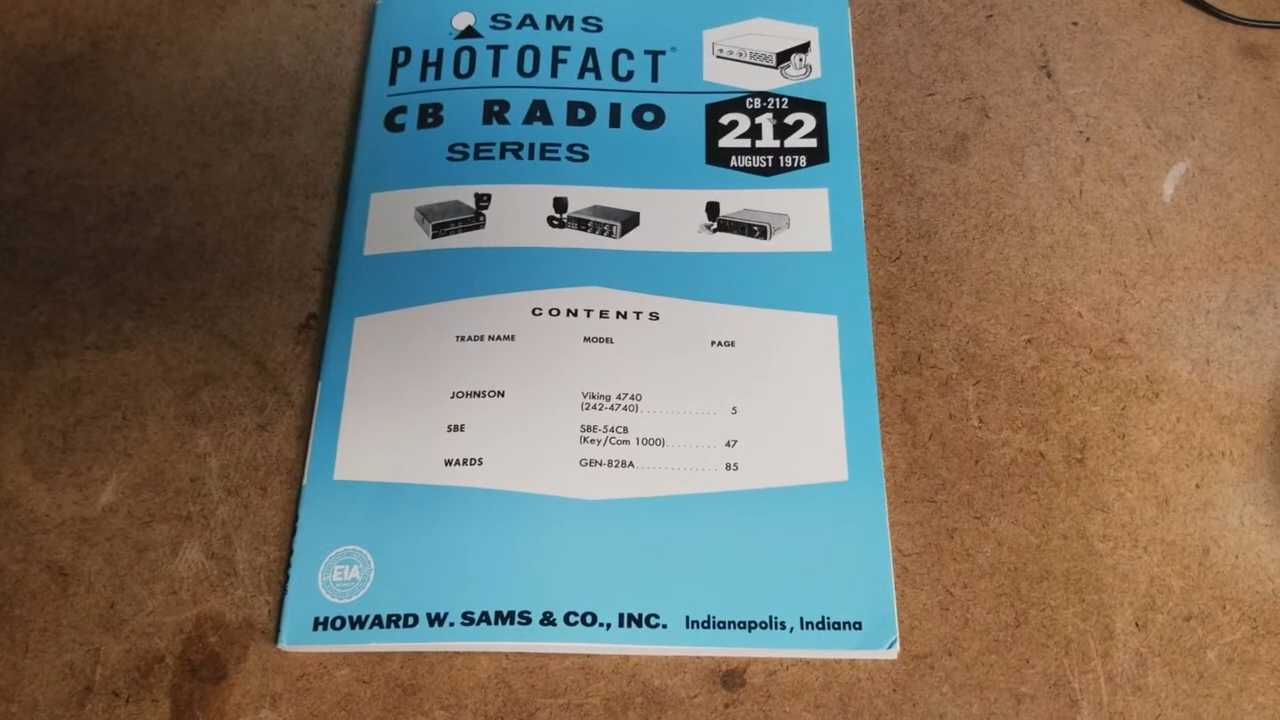 SAMS
PHOTOFACT®
CB RADIO
SERIES
CB-212
212
AUGUST 1978
CONTENTS
TRADE NAME MODEL PAGE
JOHNSON Viking 4740
(242-4740)............ 5
SBE SBE-54CB
(Key/Com 1000)........ 47
WARDS GEN-828A............. 85
EIA
HOWARD W. SAMS & CO., INC. Indianapolis, Indiana